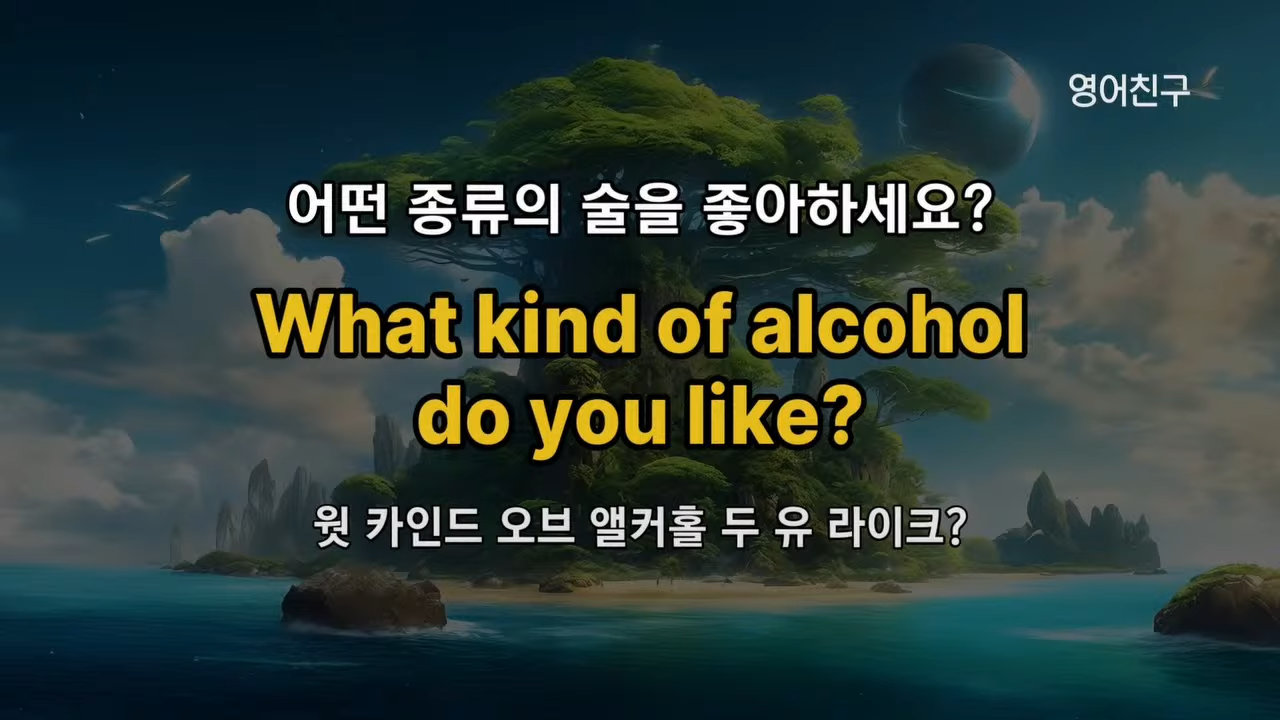 영어친구
어떤 종류의 술을 좋아하세요?
What kind of alcohol
do you like?
웟 카인드 오브 앨커홀 두 유 라이크?